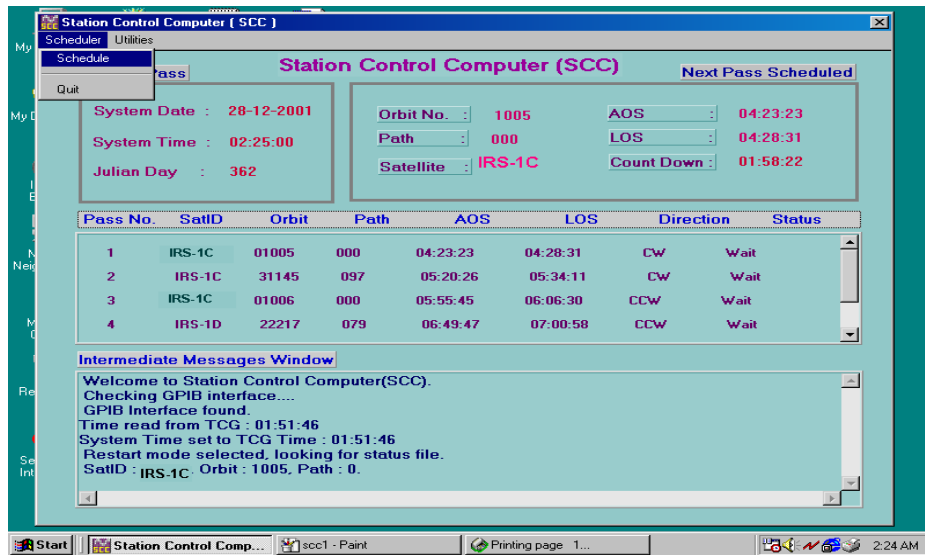 Station Control Computer ( SCC )
Scheduler Utilities
Schedule
Quit
ass
Station Control Computer (SCC)
Next Pass Scheduled
System Date : 28-12-2001
System Time : 02:25:00
Julian Day : 362
Orbit No. : 1005
Path : 000
Satellite : IRS-1C
AOS : 04:23:23
LOS : 04:28:31
Count Down : 01:58:22
Pass No. SatID Orbit Path AOS LOS Direction Status
1 IRS-1C 01005 000 04:23:23 04:28:31 CW Wait
2 IRS-1C 31145 097 05:20:26 05:34:11 CW Wait
3 IRS-1C 01006 000 05:55:45 06:06:30 CCW Wait
4 IRS-1D 22217 079 06:49:47 07:00:58 CCW Wait
Intermediate Messages Window
Welcome to Station Control Computer(SCC).
Checking GPIB interface....
GPIB Interface found.
Time read from TCG : 01:51:46
System Time set to TCG Time : 01:51:46
Restart mode selected, looking for status file.
SatID : IRS-1C. Orbit : 1005, Path : 0.
My
My D
Neig
Re
Se
Int
Start Station Control Comp... scc1 - Paint Printing page 1... 2:24 AM